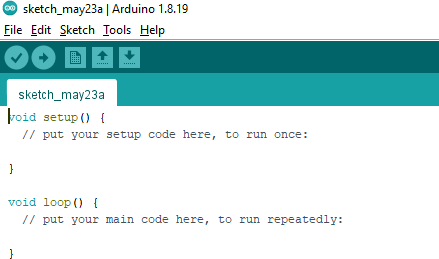 sketch_may23a | Arduino 1.8.19
File Edit Sketch Tools Help
sketch_may23a
void setup() {
  // put your setup code here, to run once:
}
void loop() {
  // put your main code here, to run repeatedly:
}